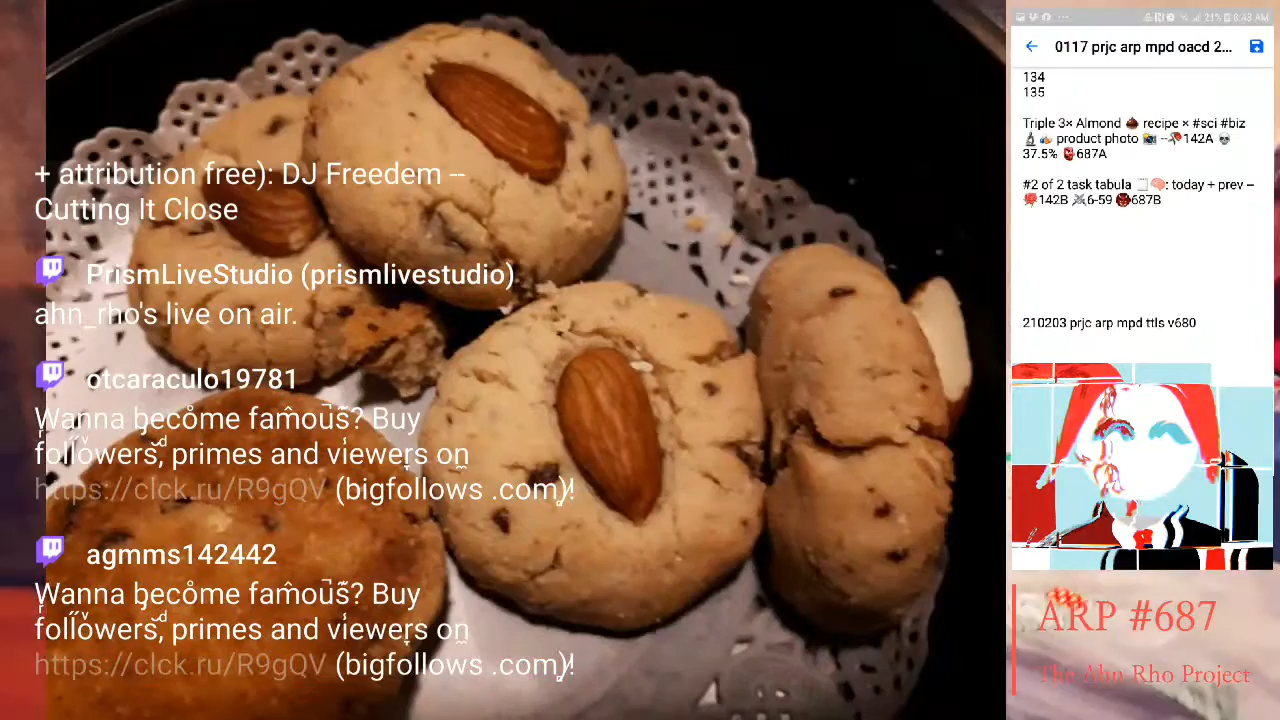 + attribution free): DJ Freedem --
Cutting It Close
PrismLiveStudio (prismlivestudio)
ahn_rho's live on air.
otcaraculo19781
Wanna become famous? Buy
followers, primes and viewers on
https://clck.ru/R9gQV (bigfollows .com)!
agmms142442
Wanna become famous? Buy
followers, primes and viewers on
https://clck.ru/R9gQV (bigfollows .com)!
21% 8:43 AM
0117 prjc arp mpd oacd 2...
134
135
Triple 3× Almond 🌰 recipe × #sci #biz
🔬 product photo 📸 --🥀142A 💀
37.5% 👹687A
#2 of 2 task tabula 🧠: today + prev –
142B ⚔6-59 687B
210203 prjc arp mpd ttls v680
ARP #687
The Ahn Rho Project